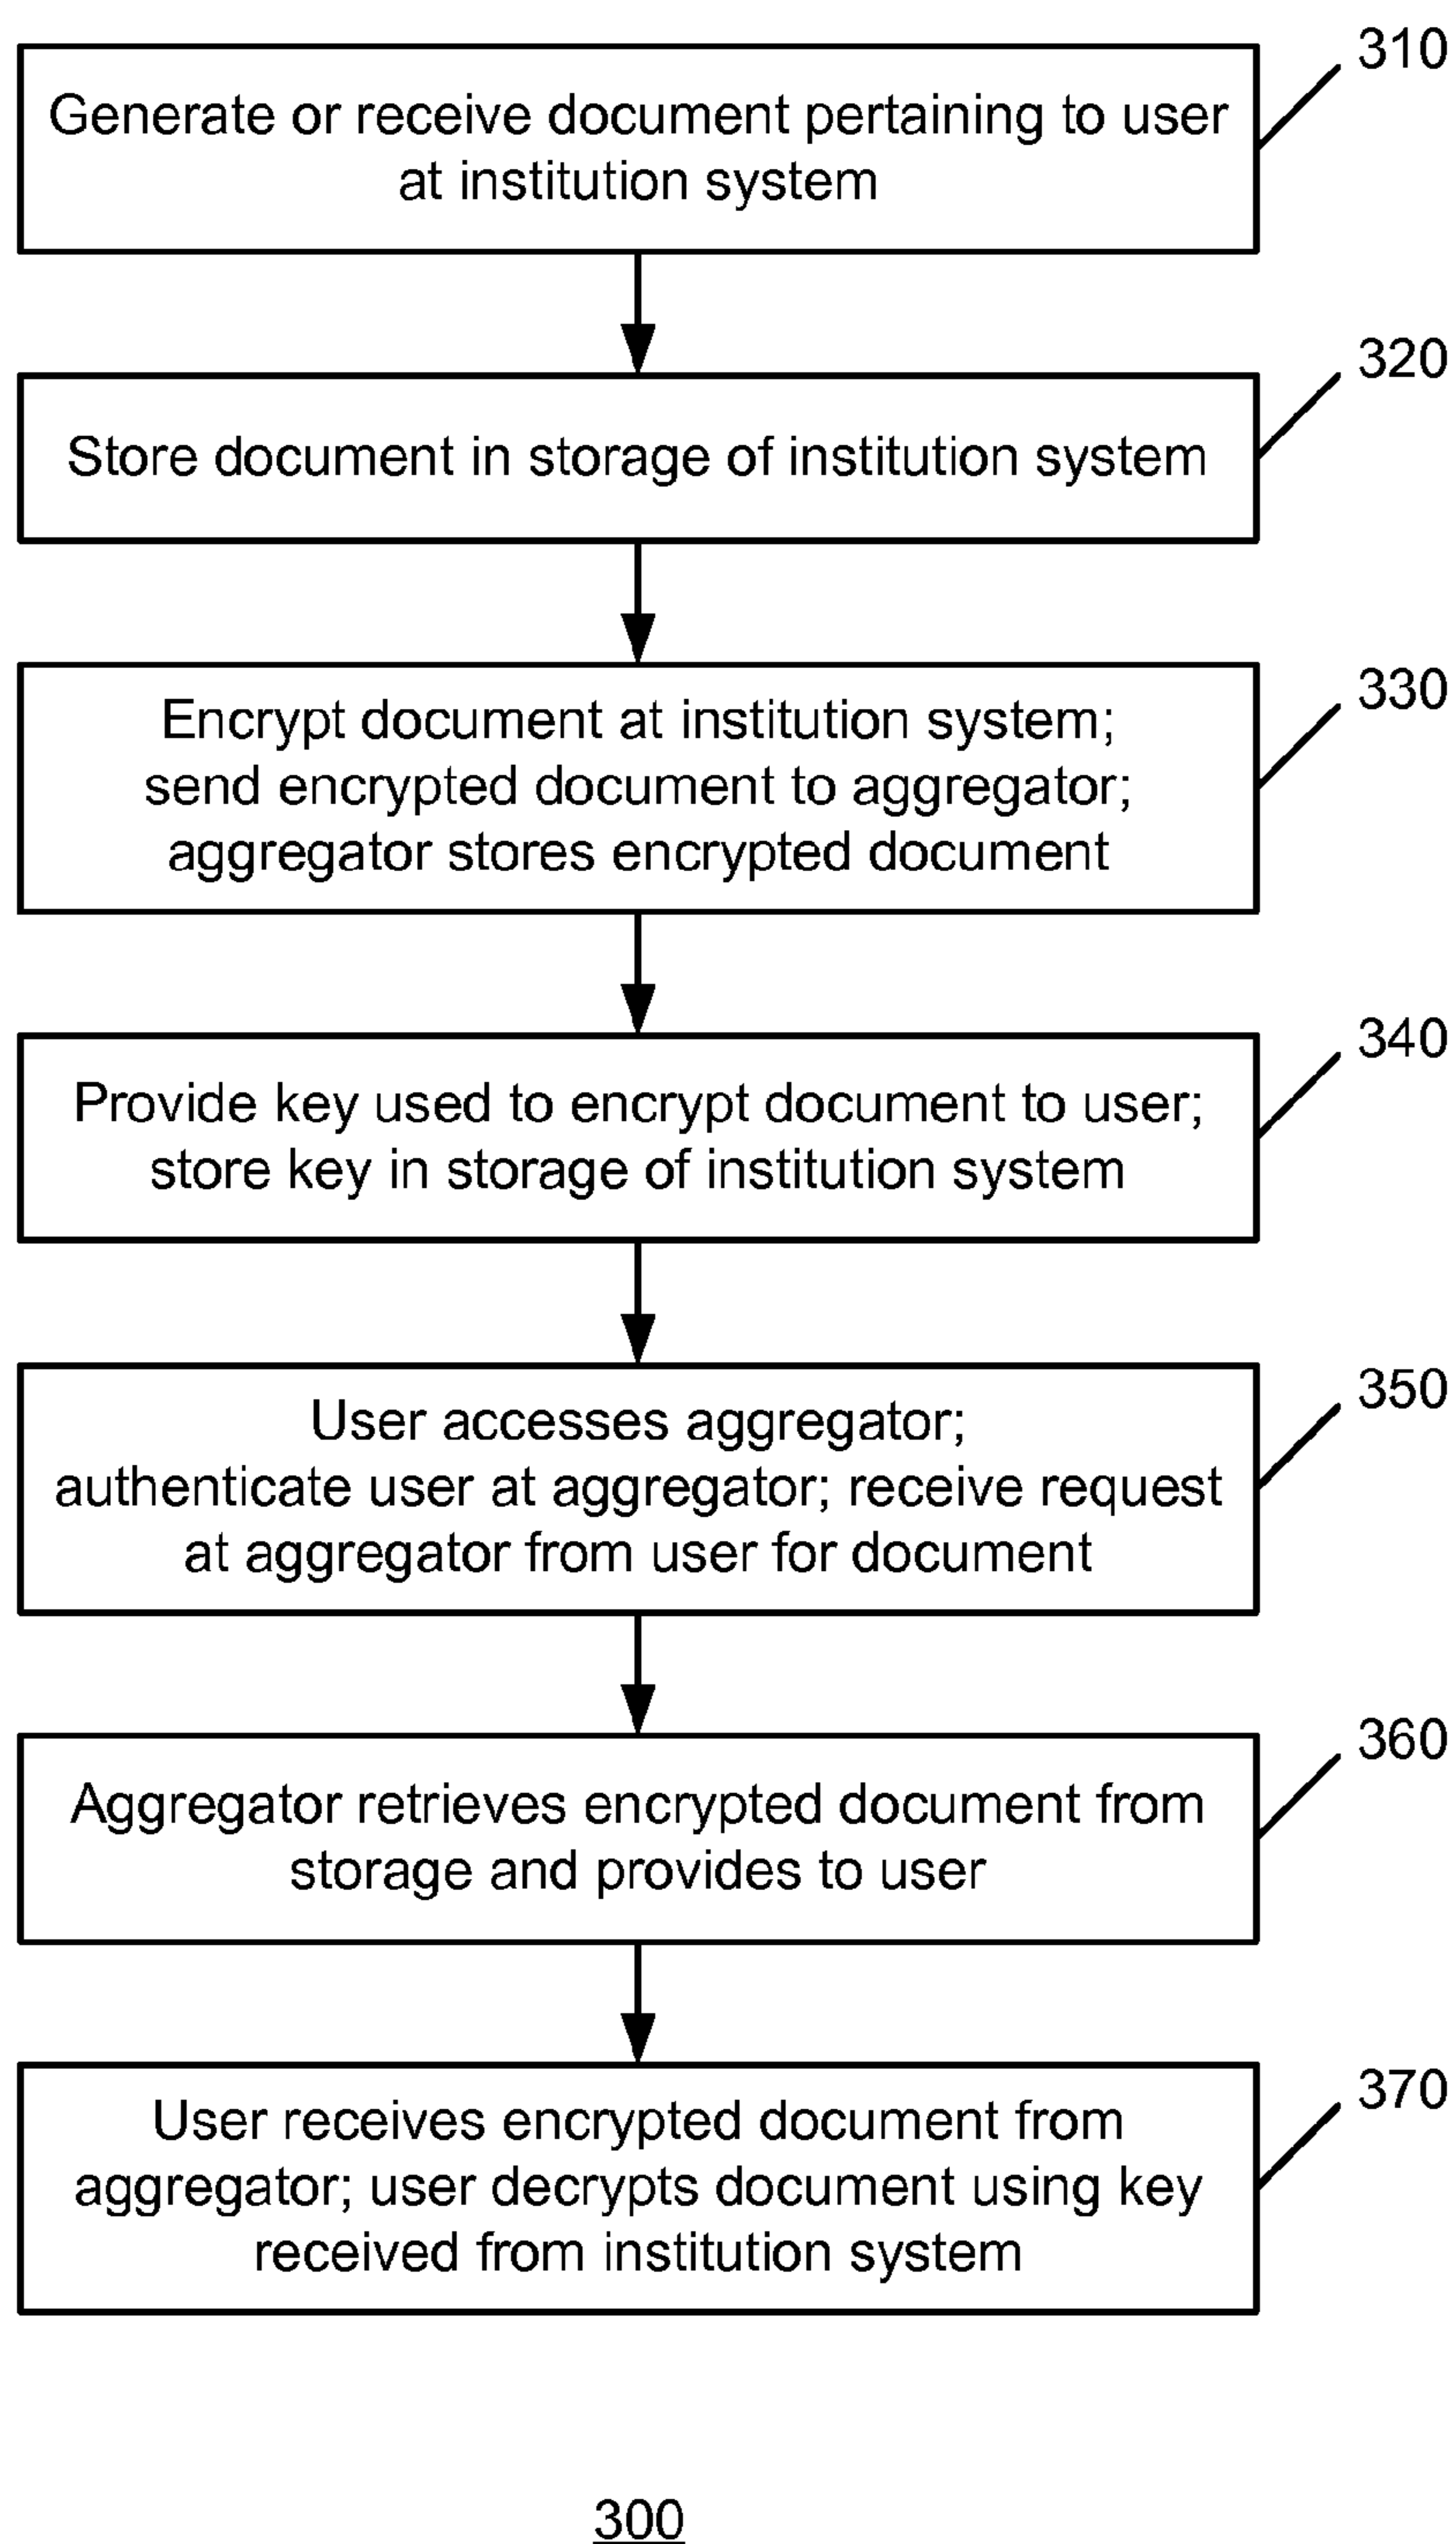 310
Generate or receive document pertaining to user
at institution system
320
Store document in storage of institution system
330
Encrypt document at institution system;
send encrypted document to aggregator;
aggregator stores encrypted document
340
Provide key used to encrypt document to user;
store key in storage of institution system
350
User accesses aggregator;
authenticate user at aggregator; receive request
at aggregator from user for document
360
Aggregator retrieves encrypted document from
storage and provides to user
370
User receives encrypted document from
aggregator; user decrypts document using key
received from institution system
300